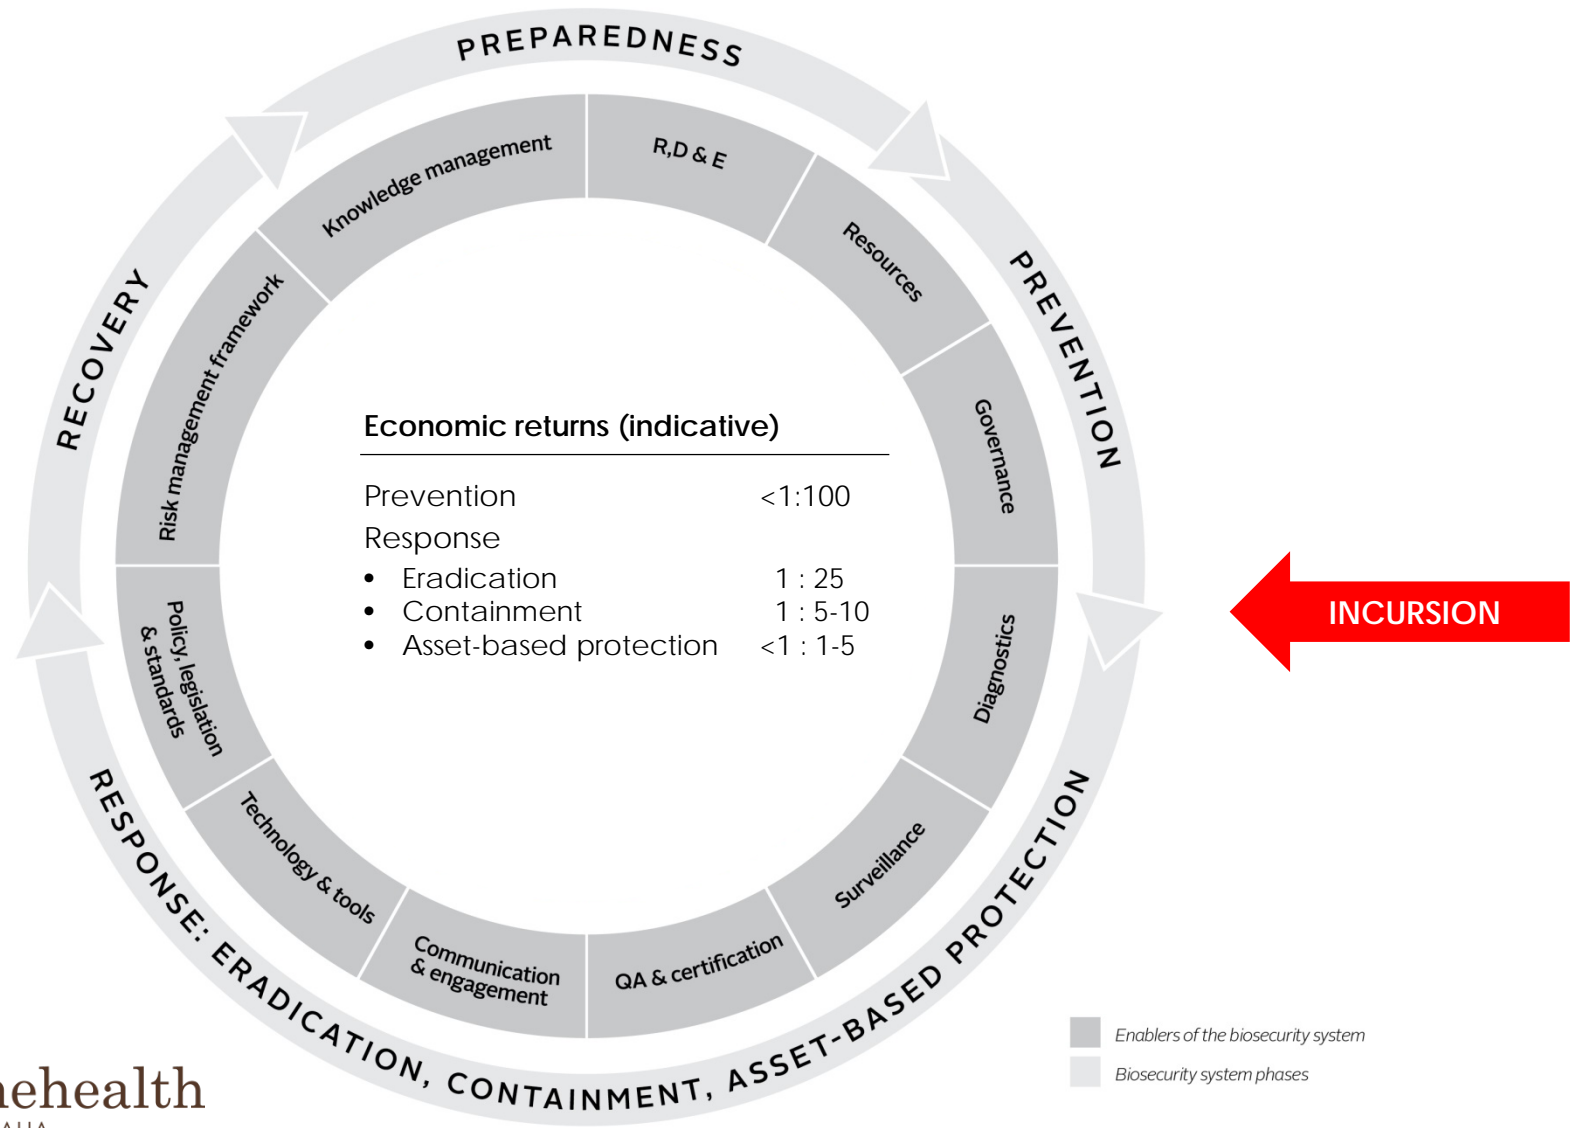 PREPAREDNESS
PREVENTION
RESPONSE: ERADICATION, CONTAINMENT, ASSET-BASED PROTECTION
RECOVERY
Knowledge management
R,D & E
Resources
Governance
Diagnostics
Surveillance
QA & certification
Communication
& engagement
Technology & tools
Policy, legislation
& standards
Risk management framework
Economic returns (indicative)
Prevention <1:100
Response
• Eradication 1 : 25
• Containment 1 : 5-10
• Asset-based protection <1 : 1-5
INCURSION
Enablers of the biosecurity system
Biosecurity system phases
nehealth